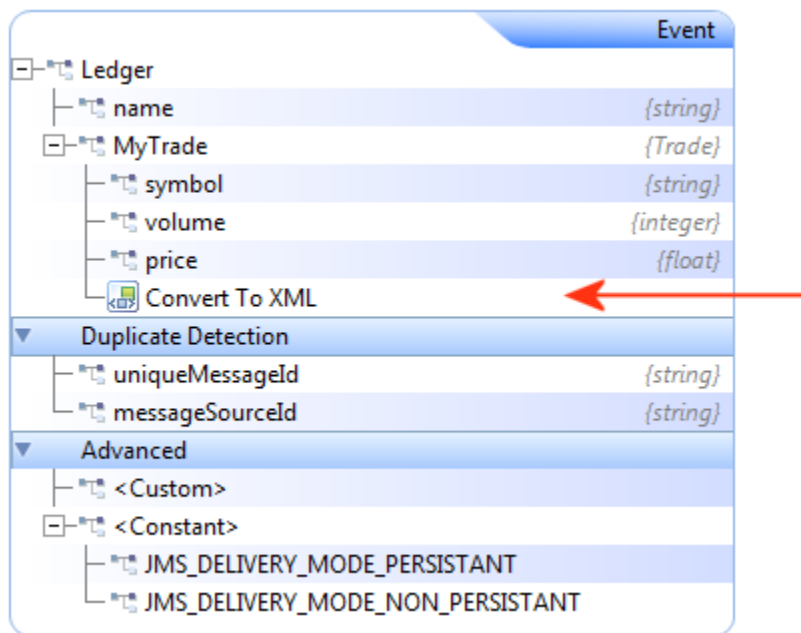 Event
Ledger
name {string}
MyTrade {Trade}
symbol {string}
volume {integer}
price {float}
Convert To XML
Duplicate Detection
uniqueMessageId {string}
messageSourceId {string}
Advanced
<Custom>
<Constant>
JMS_DELIVERY_MODE_PERSISTANT
JMS_DELIVERY_MODE_NON_PERSISTANT